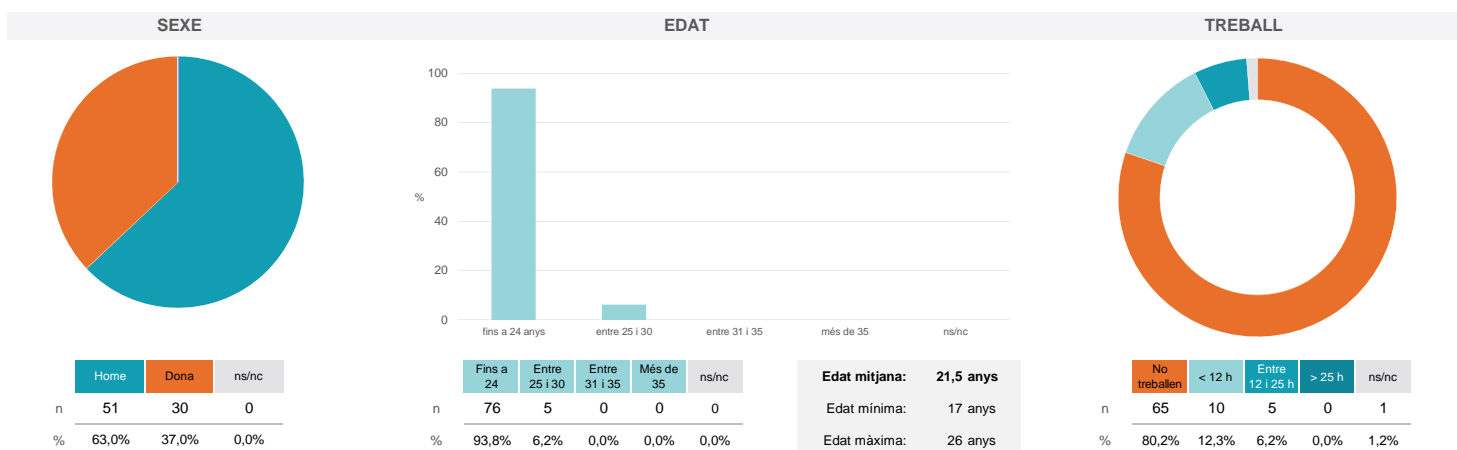 SEXE
EDAT
TREBALL
100
80
60
%
40
20
0
fins a 24 anys
entre 25 i 30
entre 31 i 35
més de 35
ns/nc
Home Dona ns/nc
n 51 30 0
% 63,0% 37,0% 0,0%
Fins a
24
Entre
25 i 30
Entre
31 i 35
Més de
35
ns/nc
n 76 5 0 0 0
% 93,8% 6,2% 0,0% 0,0% 0,0%
Edat mitjana: 21,5 anys
Edat mínima: 17 anys
Edat màxima: 26 anys
No
treballen
< 12 h
Entre
12 i 25 h
> 25 h
ns/nc
n 65 10 5 0 1
% 80,2% 12,3% 6,2% 0,0% 1,2%